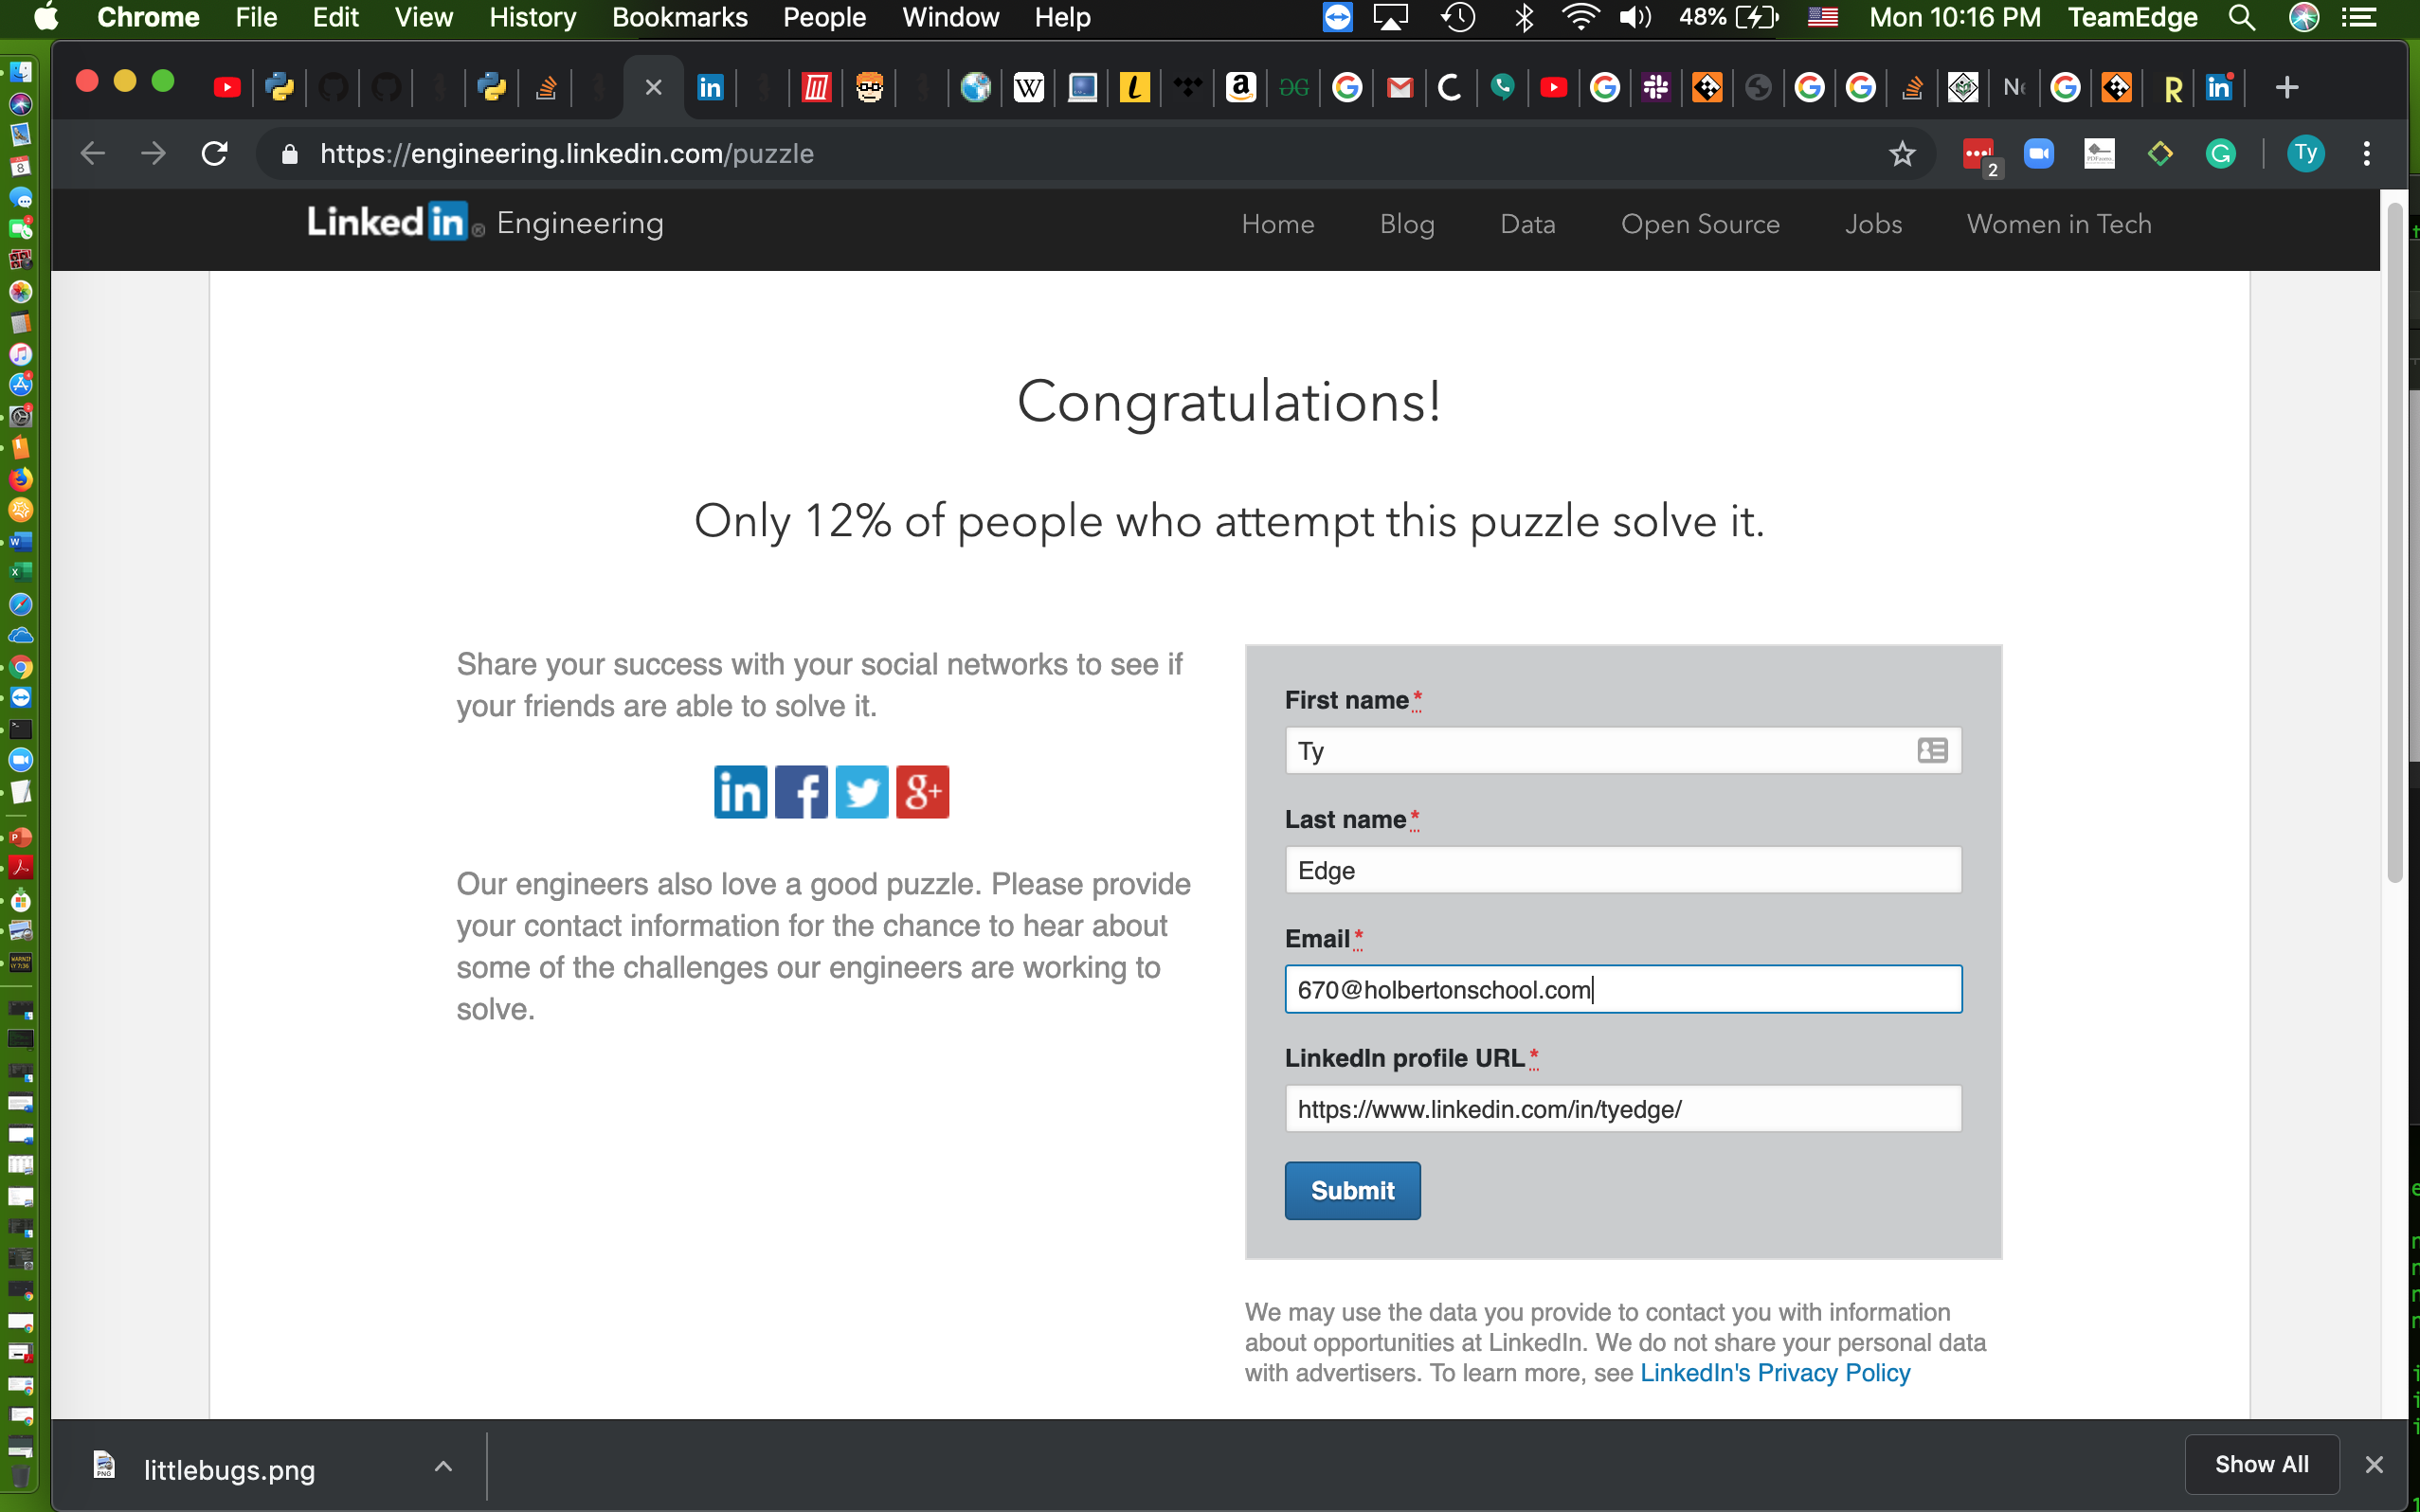 Chrome File Edit View History Bookmarks People Window Help 48% Mon 10:16 PM TeamEdge
https://engineering.linkedin.com/puzzle
2
Ty
Linked in Engineering
Home Blog Data Open Source Jobs Women in Tech
Congratulations!
Only 12% of people who attempt this puzzle solve it.
Share your success with your social networks to see if
your friends are able to solve it.
in f g+
Our engineers also love a good puzzle. Please provide
your contact information for the chance to hear about
some of the challenges our engineers are working to
solve.
First name*
Ty
Last name*
Edge
Email*
670@holbertonschool.com
LinkedIn profile URL*
https://www.linkedin.com/in/tyedge/
Submit
We may use the data you provide to contact you with information
about opportunities at LinkedIn. We do not share your personal data
with advertisers. To learn more, see LinkedIn's Privacy Policy
littlebugs.png
Show All